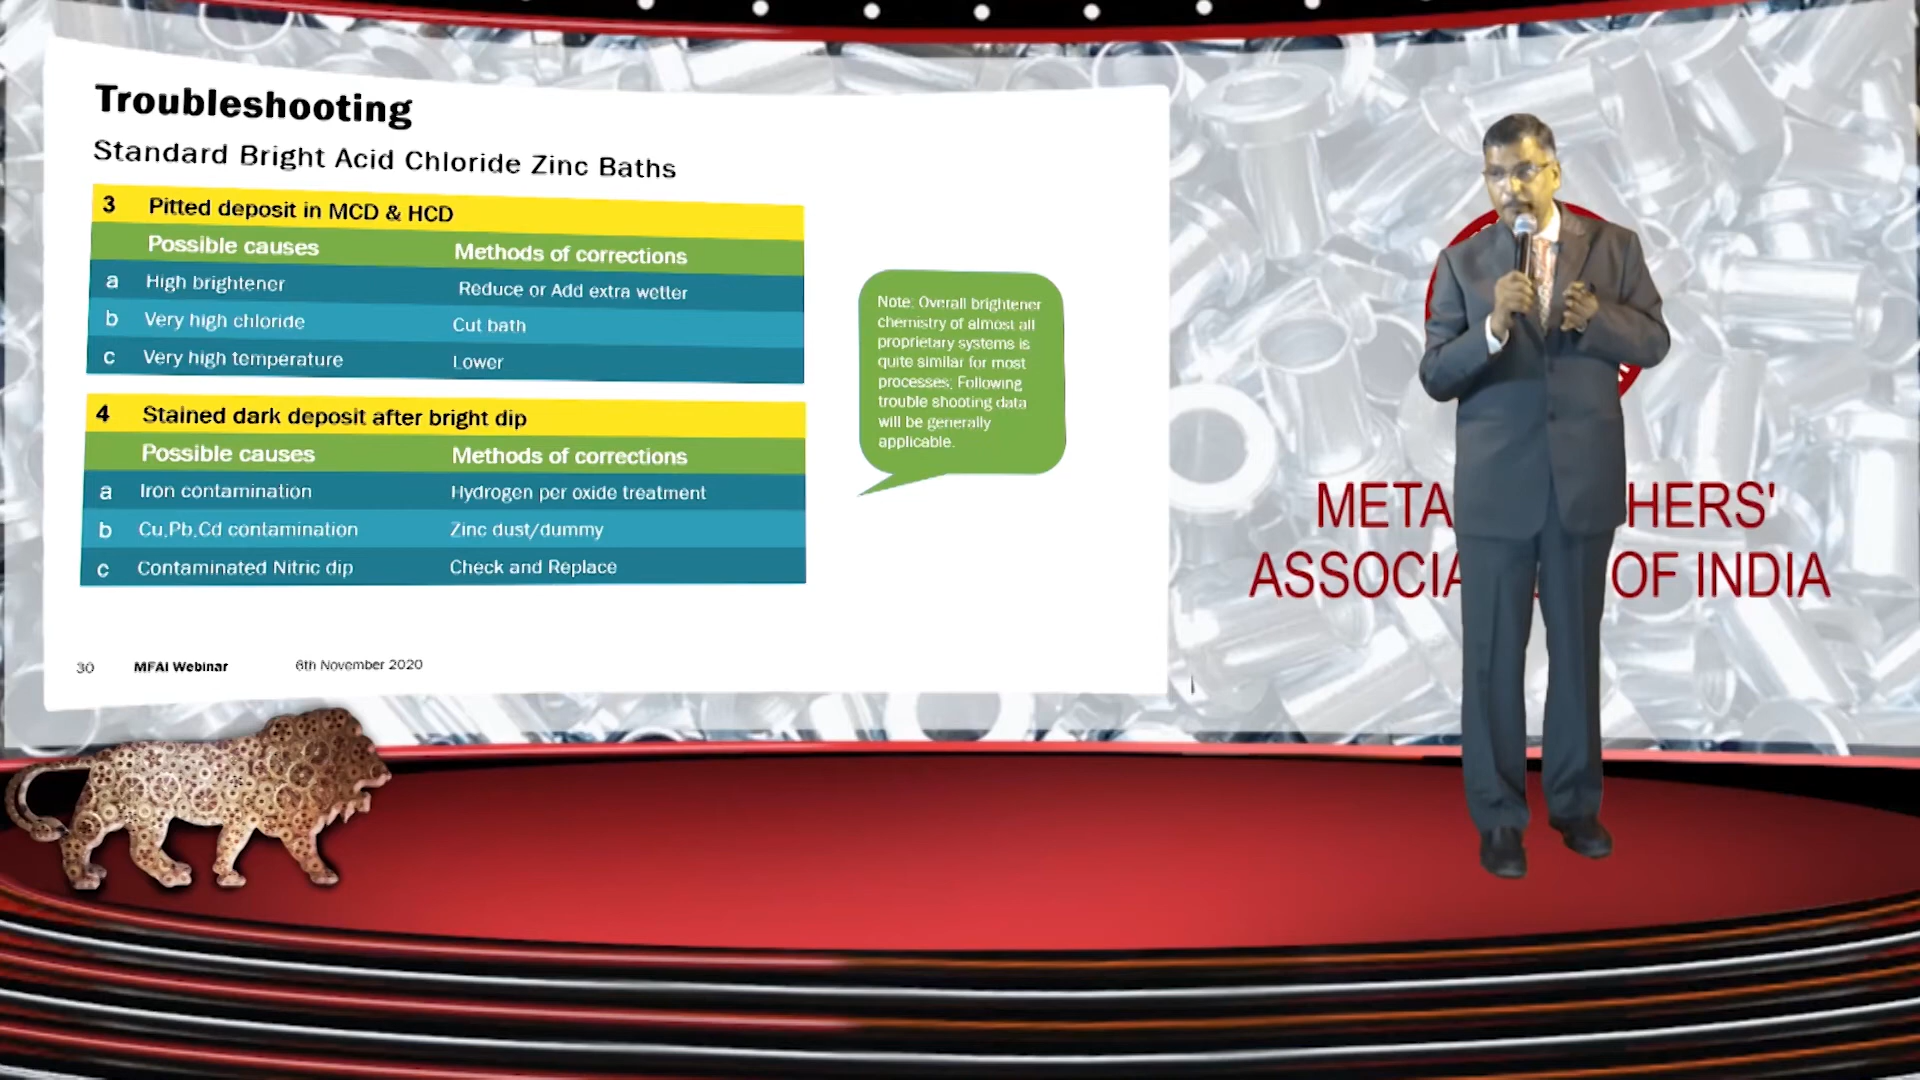 Troubleshooting
Standard Bright Acid Chloride Zinc Baths
3 Pitted deposit in MCD & HCD
Possible causes Methods of corrections
a High brightener Reduce or Add extra wetter
b Very high chloride Cut bath
c Very high temperature Lower
4 Stained dark deposit after bright dip
Possible causes Methods of corrections
a Iron contamination Hydrogen per oxide treatment
b Cu,Pb,Cd contamination Zinc dust/dummy
c Contaminated Nitric dip Check and Replace
Note: Overall brightener
chemistry of almost all
proprietary systems is
quite similar for most
processes; Following
trouble shooting data
will be generally
applicable.
30 MFAI Webinar 6th November 2020
META HERS'
ASSOCIA OF INDIA